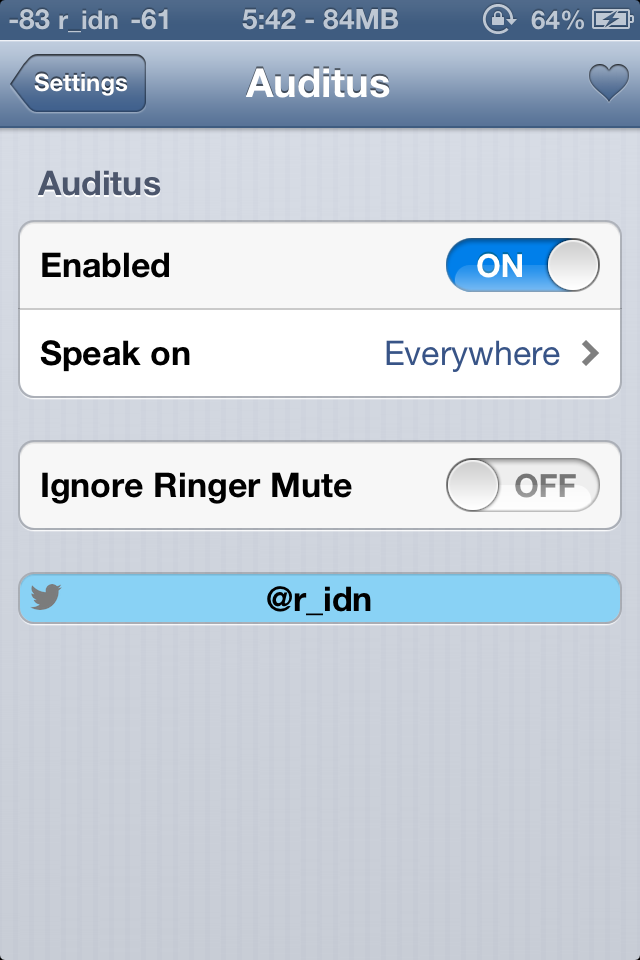 -83 r_idn -61 5:42 - 84MB 64%
Settings Auditus
Auditus
Enabled ON
Speak on Everywhere
Ignore Ringer Mute OFF
@r_idn